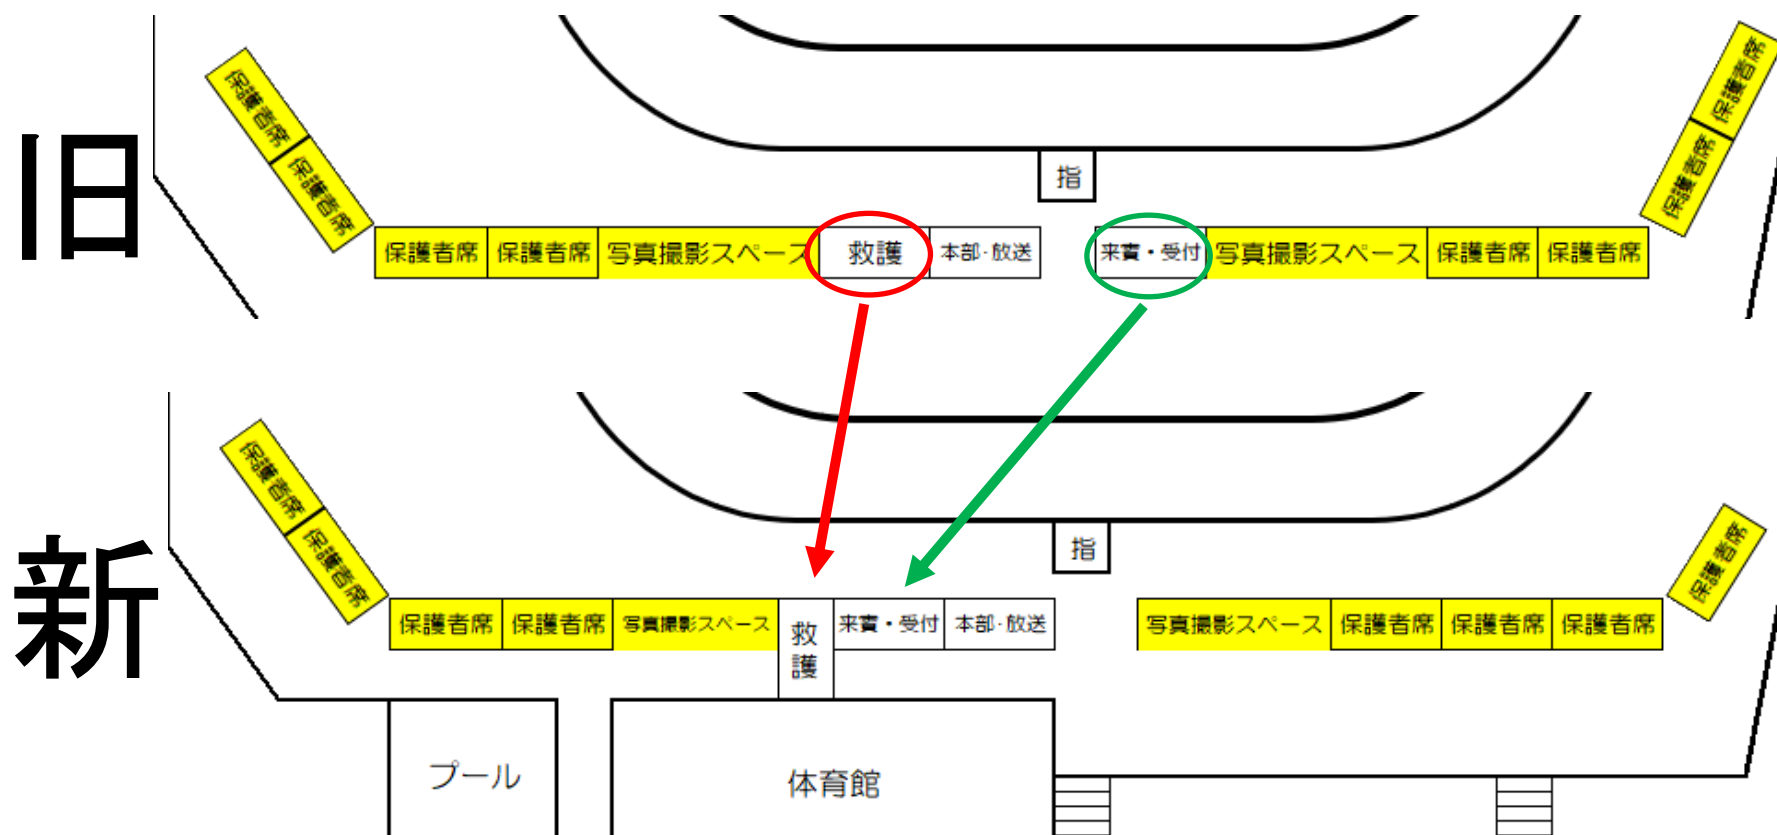 旧
保護者席
保護者席
保護者席
保護者席
指
保護者席 保護者席 写真撮影スペース 救護 本部・放送 来賓・受付 写真撮影スペース 保護者席 保護者席
新
保護者席
保護者席
指
保護者席
保護者席 保護者席 写真撮影スペース 救護 来賓・受付 本部・放送 写真撮影スペース 保護者席 保護者席 保護者席
プール
体育館